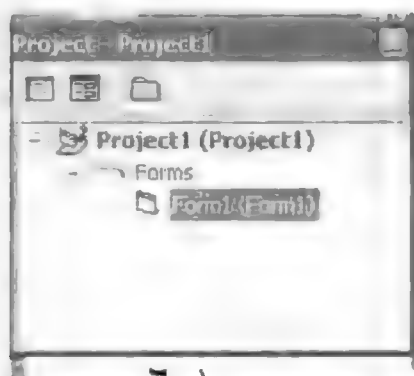 Project - Project1
Project1 (Project1)
Forms
Form1 (Form1)